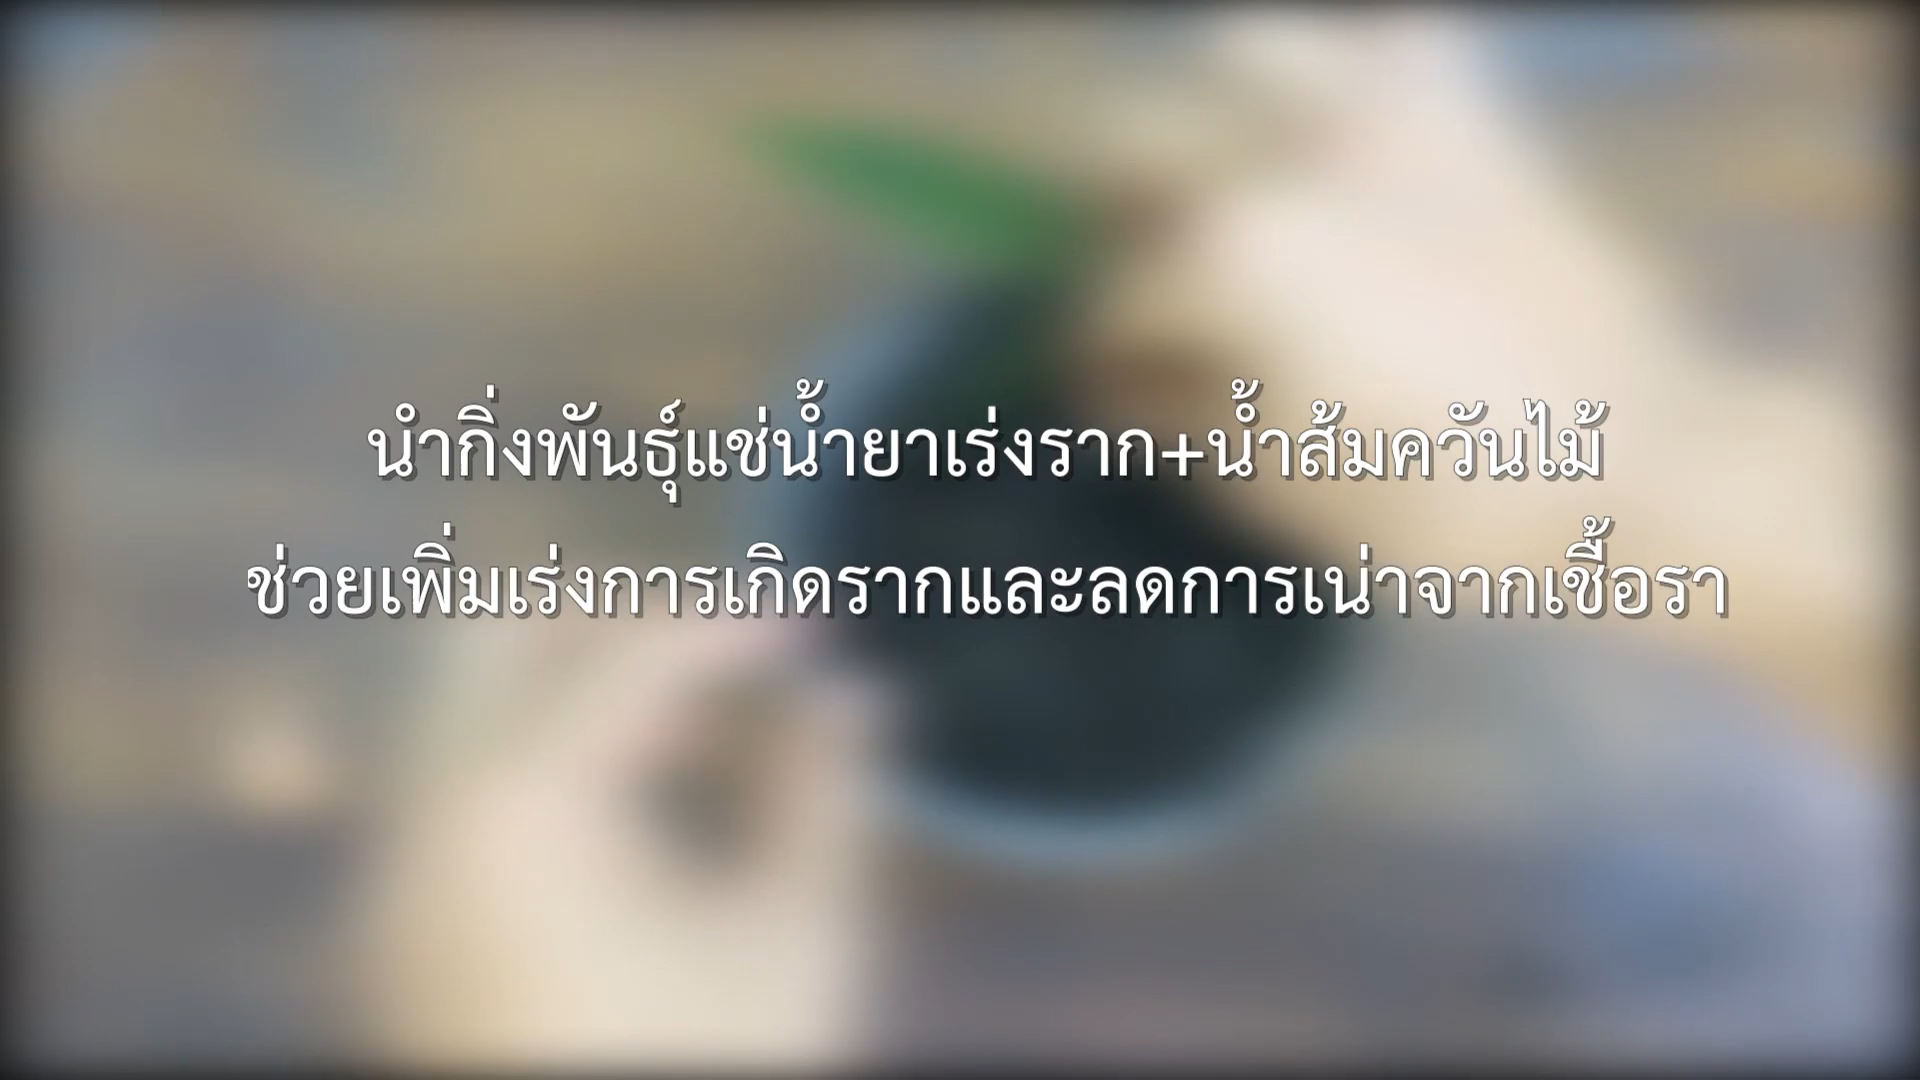 นำกิ่งพันธุ์แช่น้ำยาเร่งราก+น้ำส้มควันไม้
ช่วยเพิ่มเร่งการเกิดรากและลดการเน่าจากเชื้อรา